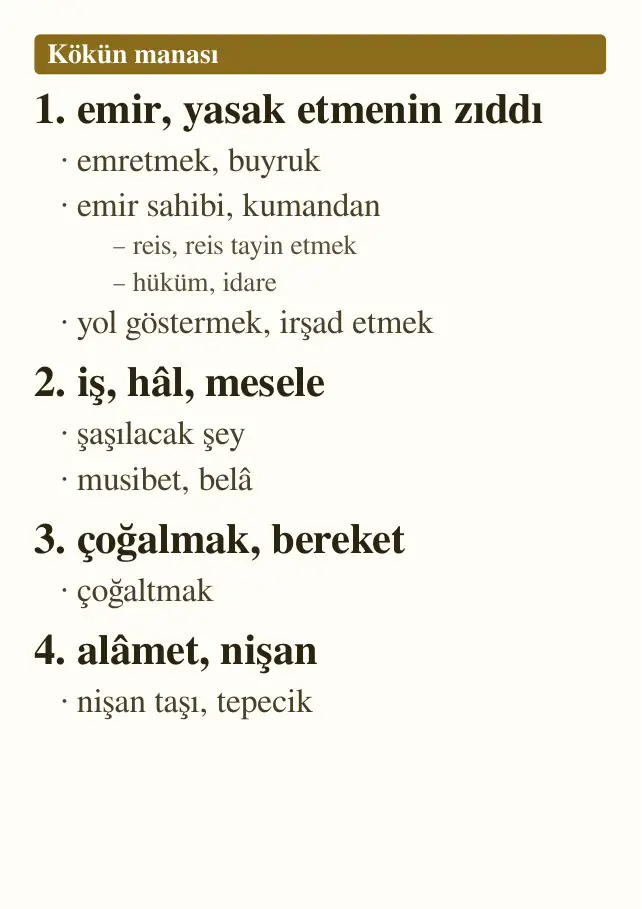 Kökün manası
1. emir, yasak etmenin zıddı
· emretmek, buyruk
· emir sahibi, kumandan
– reis, reis tayin etmek
– hüküm, idare
· yol göstermek, irşad etmek
2. iş, hâl, mesele
· şaşılacak şey
· musibet, belâ
3. çoğalmak, bereket
· çoğaltmak
4. alâmet, nişan
· nişan taşı, tepecik